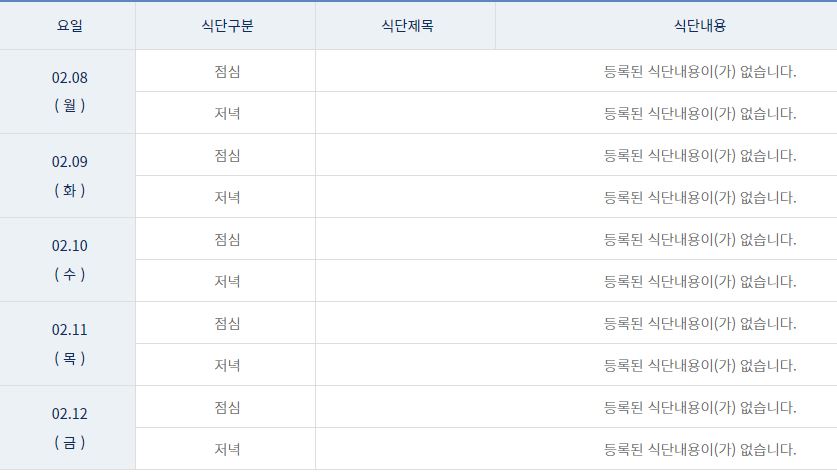 요일 식단구분 식단제목 식단내용
02.08
( 월 )
점심 등록된 식단내용이(가) 없습니다.
저녁 등록된 식단내용이(가) 없습니다.
02.09
( 화 )
점심 등록된 식단내용이(가) 없습니다.
저녁 등록된 식단내용이(가) 없습니다.
02.10
( 수 )
점심 등록된 식단내용이(가) 없습니다.
저녁 등록된 식단내용이(가) 없습니다.
02.11
( 목 )
점심 등록된 식단내용이(가) 없습니다.
저녁 등록된 식단내용이(가) 없습니다.
02.12
( 금 )
점심 등록된 식단내용이(가) 없습니다.
저녁 등록된 식단내용이(가) 없습니다.